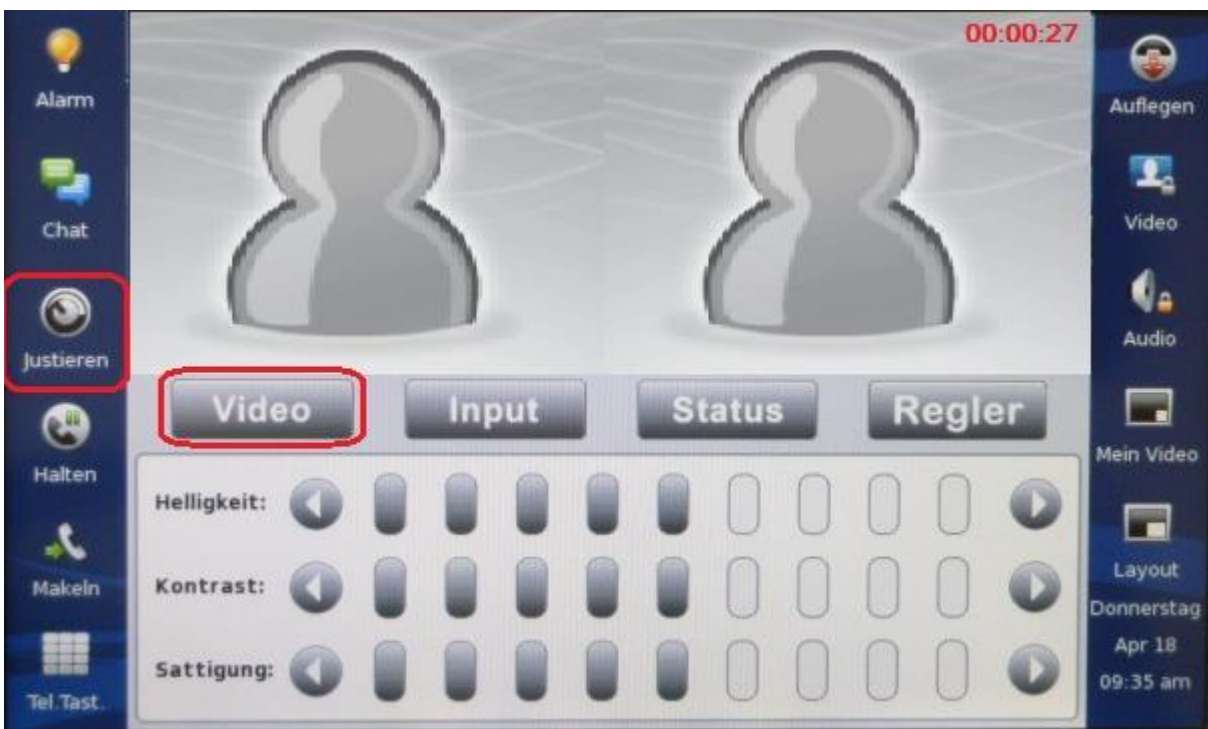 Alarm
Chat
Justieren
Halten
Makeln
Tel.Tast.
00:00:27
Video
Input
Status
Regler
Helligkeit:
Kontrast:
Sattigung:
Auflegen
Video
Audio
Mein Video
Layout
Donnerstag
Apr 18
09:35 am